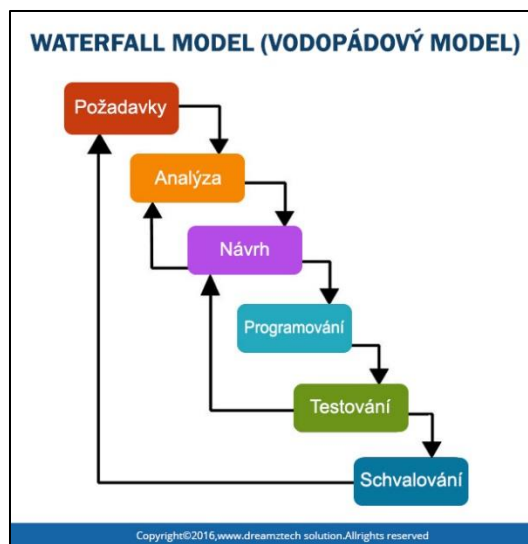 WATERFALL MODEL (VODOPÁDOVÝ MODEL)
Požadavky
Analýza
Návrh
Programování
Testování
Schvalování
Copyright©2016,www.dreamztech solution.Allrights reserved